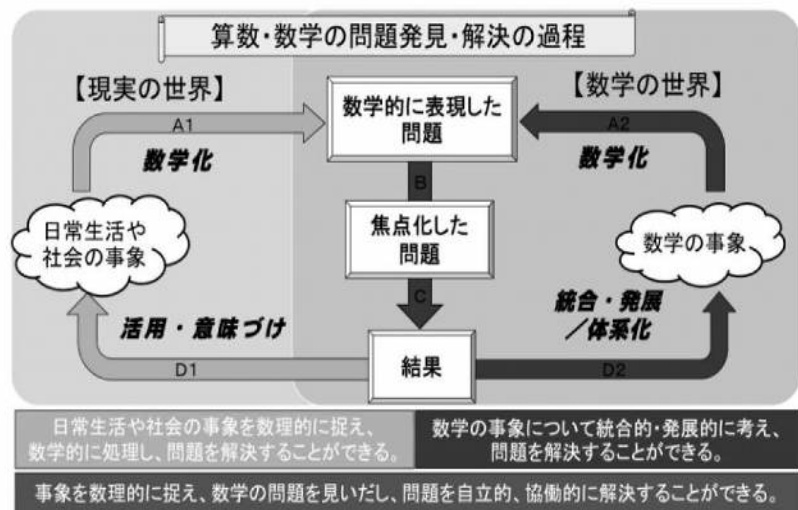 算数・数学の問題発見・解決の過程
【現実の世界】
【数学の世界】
A1
数学化
数学的に表現した
問題
A2
数学化
B
日常生活や
社会の事象
焦点化した
問題
数学の事象
C
活用・意味づけ
統合・発展
／体系化
D1
結果
D2
日常生活や社会の事象を数理的に捉え、
数学的に処理し、問題を解決することができる。
数学の事象について統合的・発展的に考え、
問題を解決することができる。
事象を数理的に捉え、数学の問題を見いだし、問題を自立的、協働的に解決することができる。